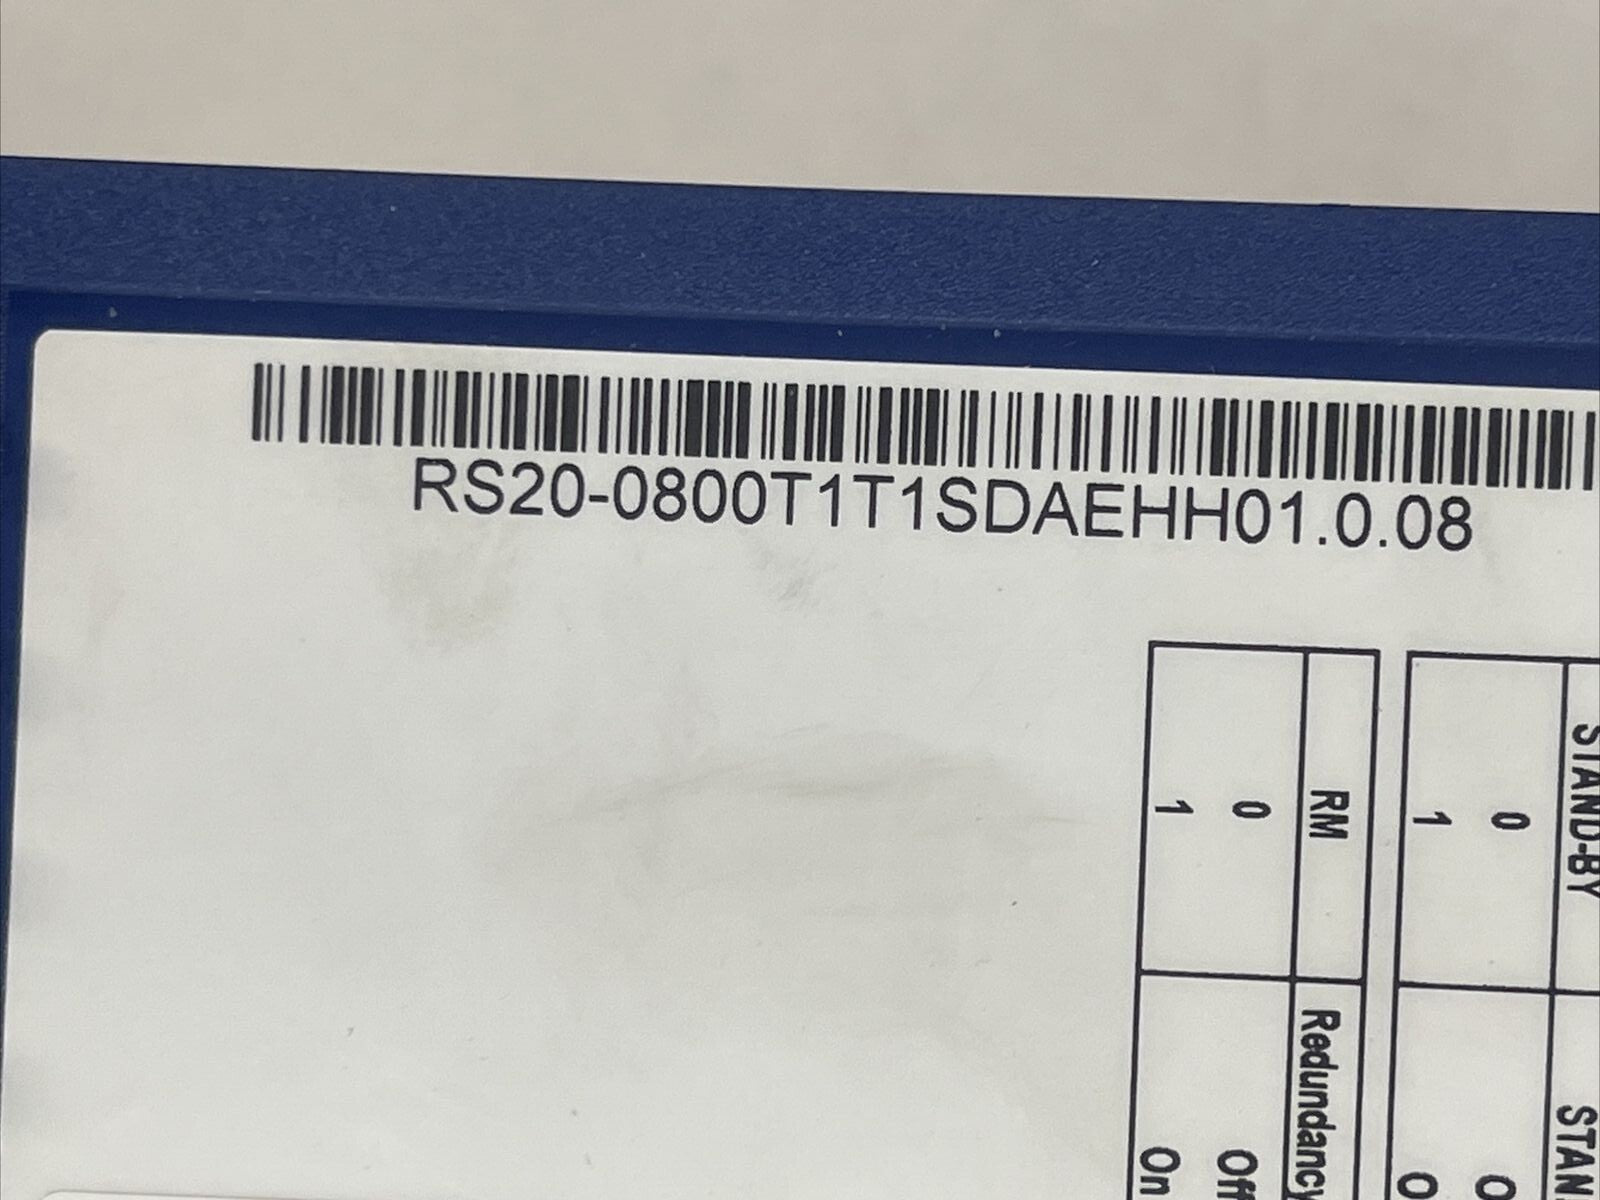 RS20-0800T1T1SDAEHH01.0.08
RM
0
1
Redundancy
Off
On
STAND-BY
0
1